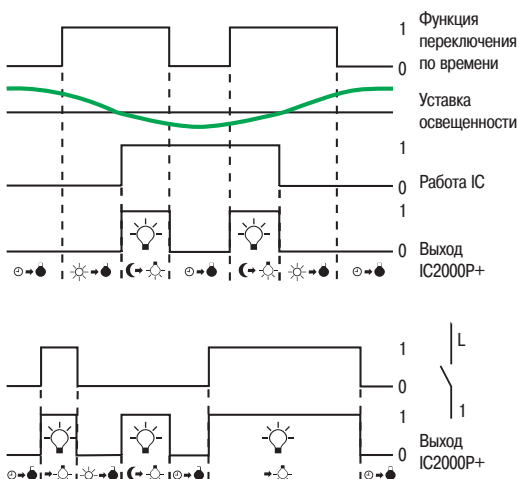 1 Функция
переключения
0 по времени
Уставка
освещенности
1
0 Работа IC
1
0 Выход
IC2000P+
1 L
0
1 1
0 Выход
IC2000P+